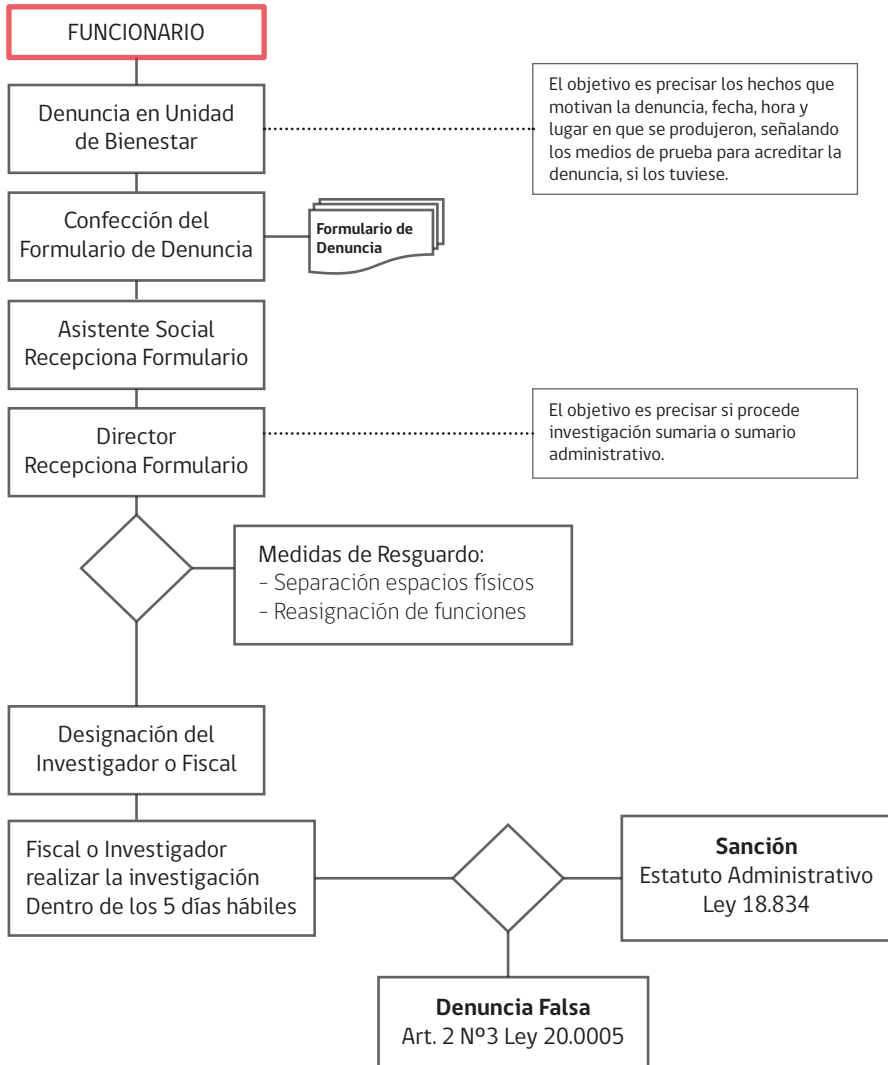 FUNCIONARIO
Denuncia en Unidad
de Bienestar
El objetivo es precisar los hechos que
motivan la denuncia, fecha, hora y
lugar en que se produjeron, señalando
los medios de prueba para acreditar la
denuncia, si los tuviese.
Confección del
Formulario de Denuncia
Formulario de
Denuncia
Asistente Social
Recepciona Formulario
Director
Recepciona Formulario
El objetivo es precisar si procede
investigación sumaria o sumario
administrativo.
Medidas de Resguardo:
- Separación espacios físicos
- Reasignación de funciones
Designación del
Investigador o Fiscal
Fiscal o Investigador
realizar la investigación
Dentro de los 5 días hábiles
Sanción
Estatuto Administrativo
Ley 18.834
Denuncia Falsa
Art. 2 Nº3 Ley 20.0005